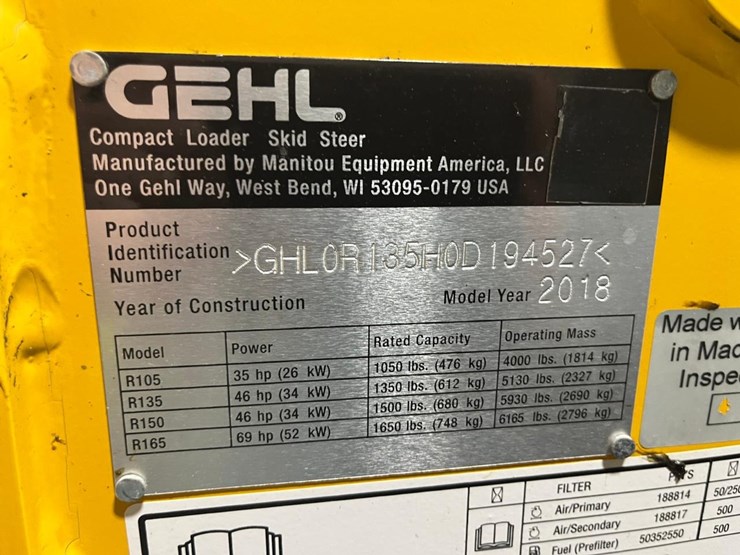 GEHL®
Compact Loader Skid Steer
Manufactured by Manitou Equipment America, LLC
One Gehl Way, West Bend, WI 53095-0179 USA
Product
Identification
Number
>GHL0R135H0D194527<
Year of Construction
Model Year 2018
Model Power Rated Capacity Operating Mass
R105 35 hp (26 kW) 1050 lbs. (476 kg) 4000 lbs. (1814 kg)
R135 46 hp (34 kW) 1350 lbs. (612 kg) 5130 lbs. (2327 kg)
R150 46 hp (34 kW) 1500 lbs. (680 kg) 5930 lbs. (2690 kg)
R165 69 hp (52 kW) 1650 lbs. (748 kg) 6165 lbs. (2796 kg)
Made w
in Mac
Inspe
FILTER
Air/Primary 188814 50/250
Air/Secondary 188817 500
Fuel (Prefilter) 50352550 500